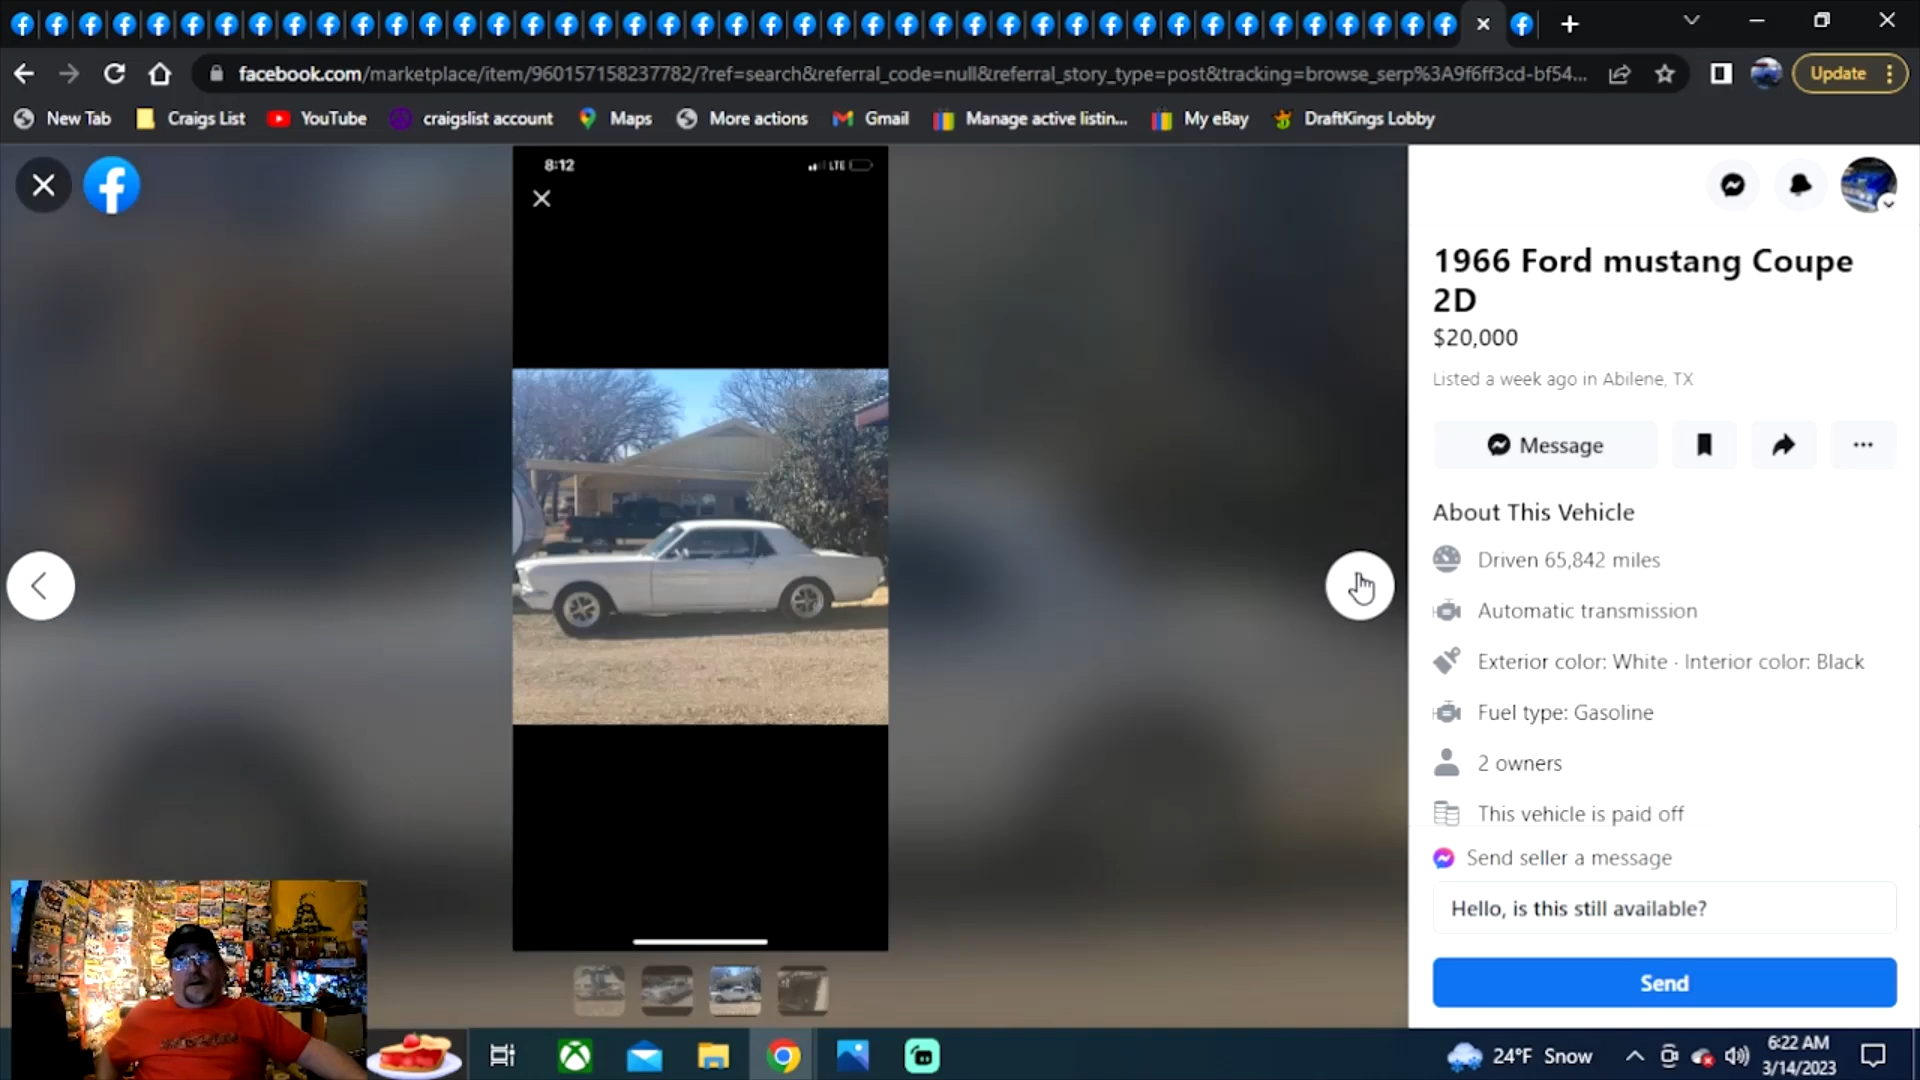 facebook.com/marketplace/item/960157158237782/?ref=search&referral_code=null&referral_story_type=post&tracking=browse_serp%3A9f6ff3cd-bf54...
Update
New Tab
Craigs List
YouTube
craigslist account
Maps
More actions
Gmail
Manage active listin...
My eBay
DraftKings Lobby
8:12
LTE
1966 Ford mustang Coupe
2D
$20,000
Listed a week ago in Abilene, TX
Message
About This Vehicle
Driven 65,842 miles
Automatic transmission
Exterior color: White · Interior color: Black
Fuel type: Gasoline
2 owners
This vehicle is paid off
Send seller a message
Hello, is this still available?
Send
24°F Snow
6:22 AM
3/14/2023